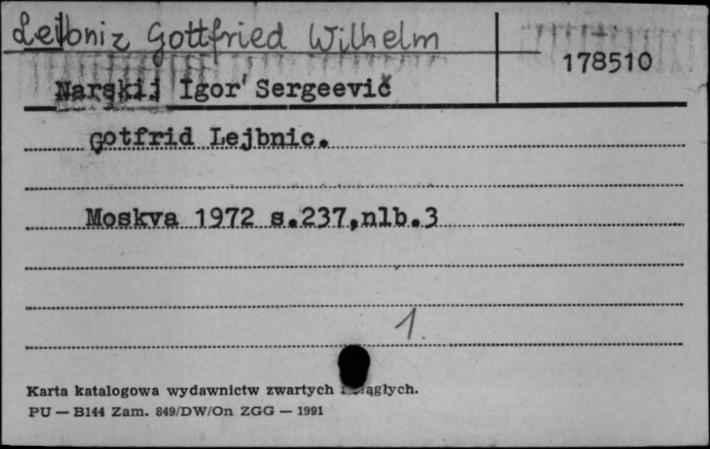 Leibniz Gottfried Wilhelm
178510
Narskij Igor' Sergeevič
Gotfrid Lejbnic.
Moskva 1972 s.237,nlb.3
1
Karta katalogowa wydawnictw zwartych i ciągłych.
PU — B144 Zam. 849/DW/On ZGG — 1991